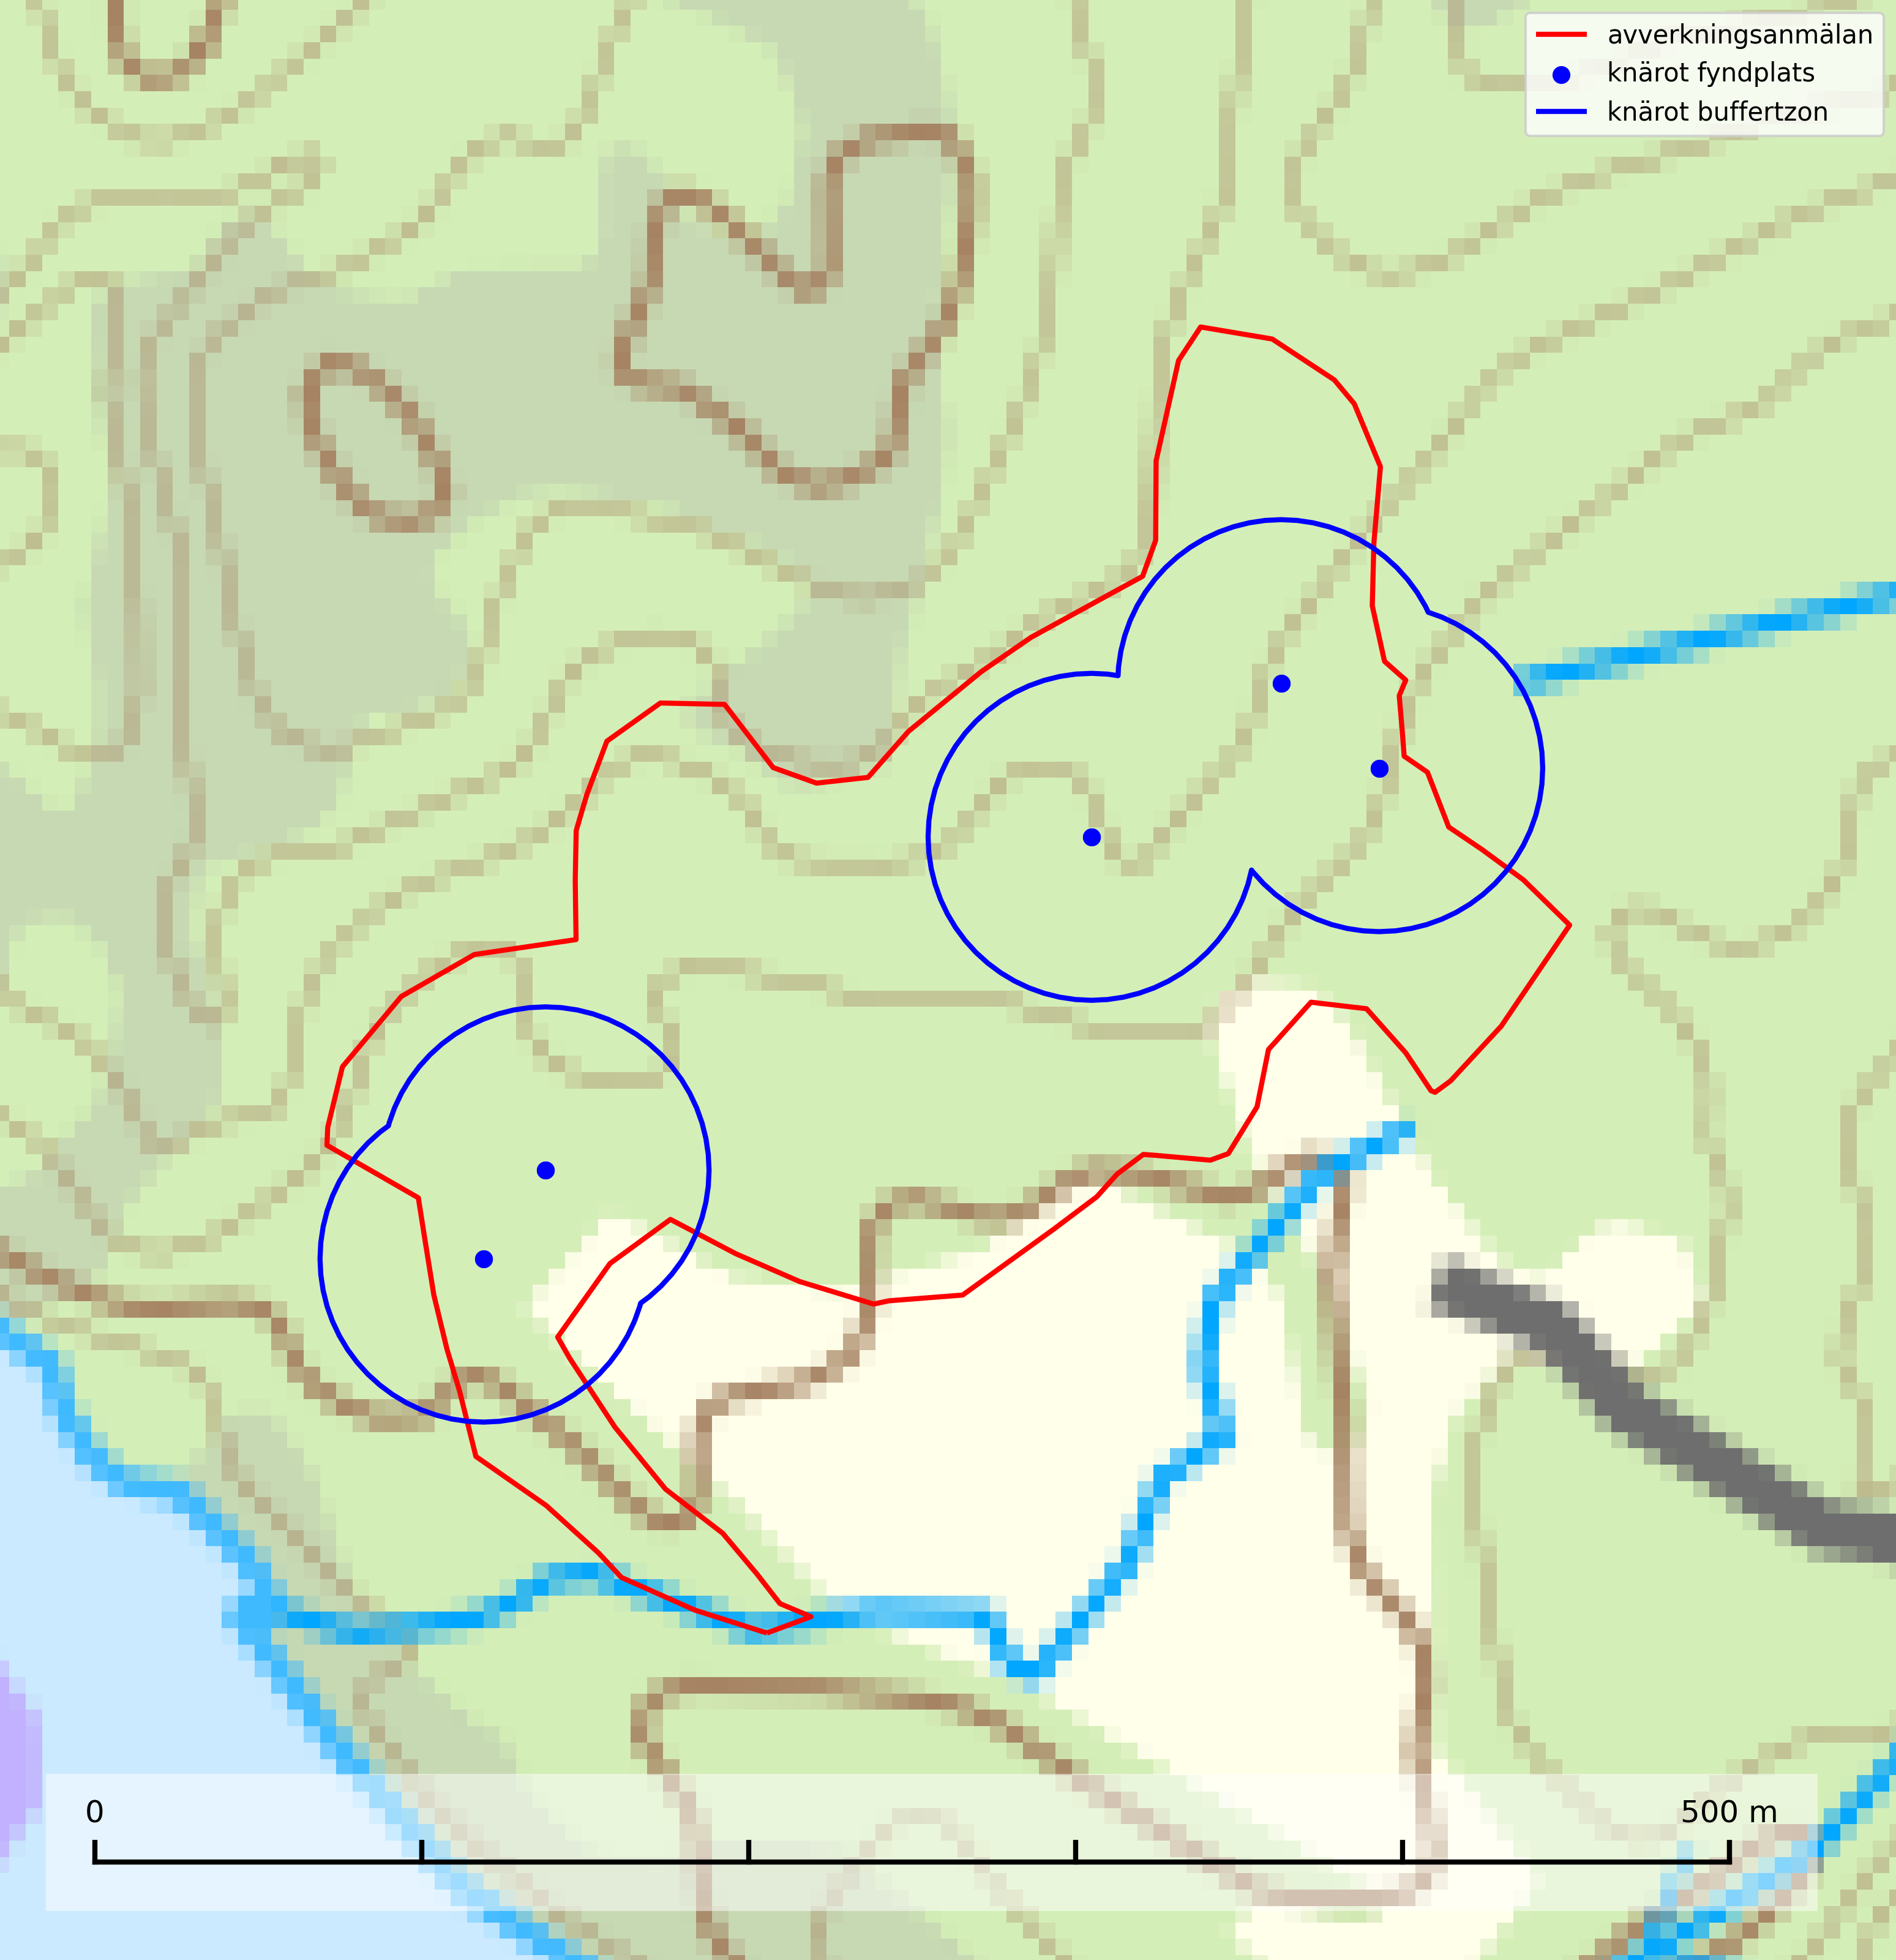 avverkningsanmälan
knärot fyndplats
knärot buffertzon
0
500 m